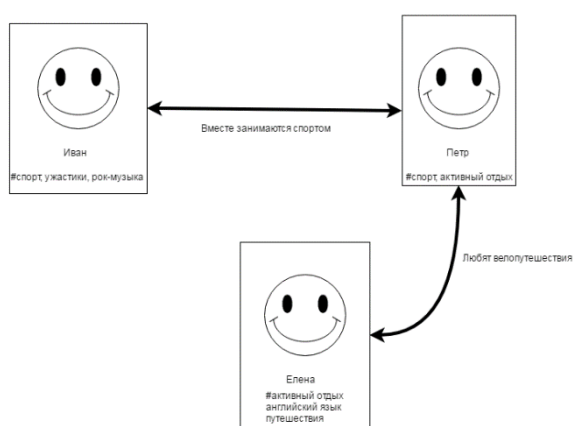 Вместе занимаются спортом
Иван
Петр
#спорт, ужастики, рок-музыка
#спорт, активный отдых
Любят велопутешествия
Елена
#активный отдых
английский язык
путешествия